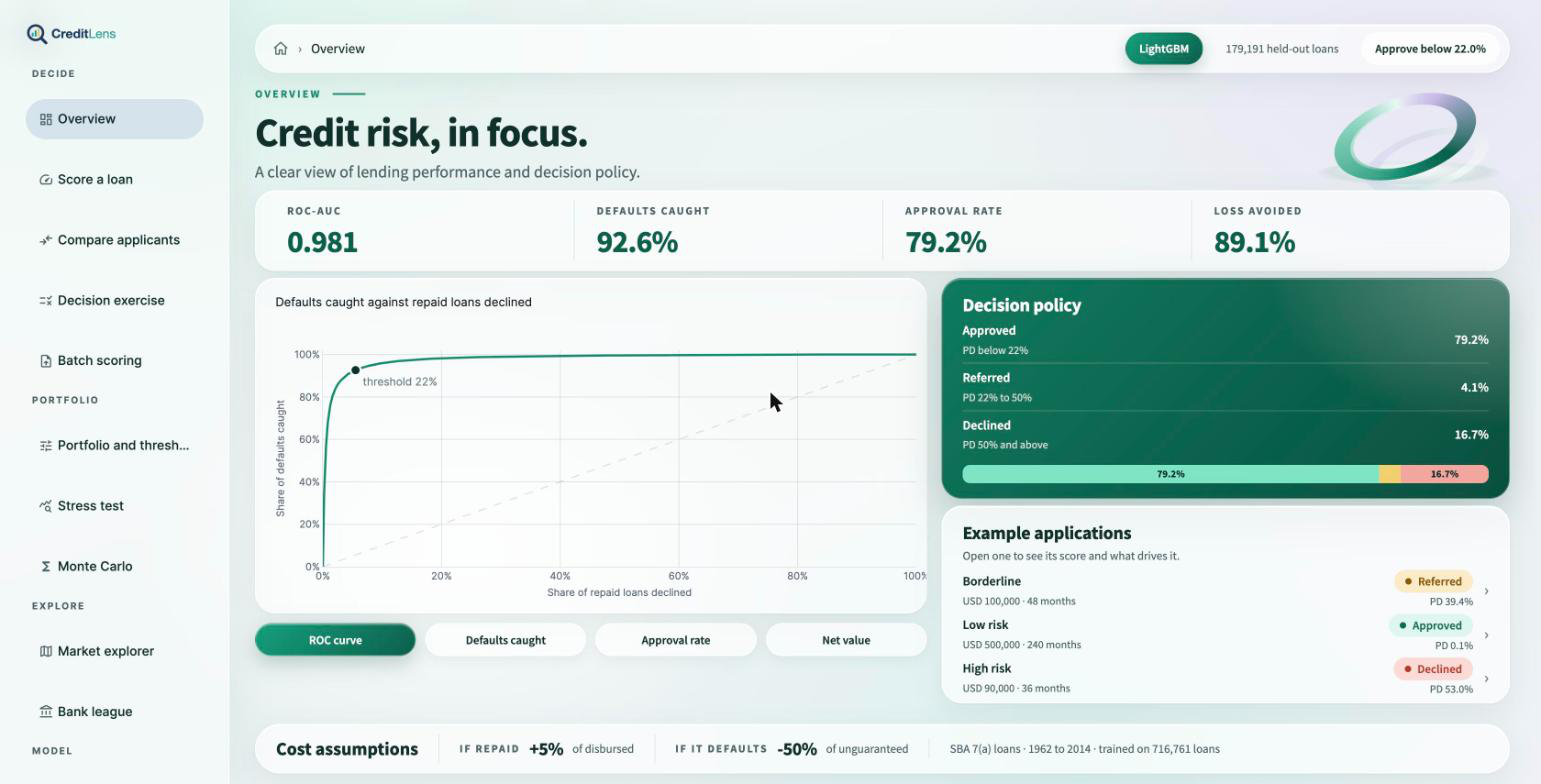 CreditLens
DECIDE
Overview
Score a loan
Compare applicants
Decision exercise
Batch scoring
PORTFOLIO
Portfolio and thresh...
Stress test
Monte Carlo
EXPLORE
Market explorer
Bank league
MODEL
› Overview
LightGBM
179,191 held-out loans
Approve below 22.0%
OVERVIEW
Credit risk, in focus.
A clear view of lending performance and decision policy.
ROC-AUC
0.981
DEFAULTS CAUGHT
92.6%
APPROVAL RATE
79.2%
LOSS AVOIDED
89.1%
Defaults caught against repaid loans declined
Share of defaults caught
100%
80%
60%
40%
20%
0%
threshold 22%
0% 20% 40% 60% 80% 100%
Share of repaid loans declined
ROC curve
Defaults caught
Approval rate
Net value
Decision policy
Approved
PD below 22%
79.2%
Referred
PD 22% to 50%
4.1%
Declined
PD 50% and above
16.7%
79.2% 16.7%
Example applications
Open one to see its score and what drives it.
Borderline
USD 100,000 · 48 months
Referred
PD 39.4%
›
Low risk
USD 500,000 · 240 months
Approved
PD 0.1%
›
High risk
USD 90,000 · 36 months
Declined
PD 53.0%
›
Cost assumptions
IF REPAID +5% of disbursed
IF IT DEFAULTS -50% of unguaranteed
SBA 7(a) loans · 1962 to 2014 · trained on 716,761 loans